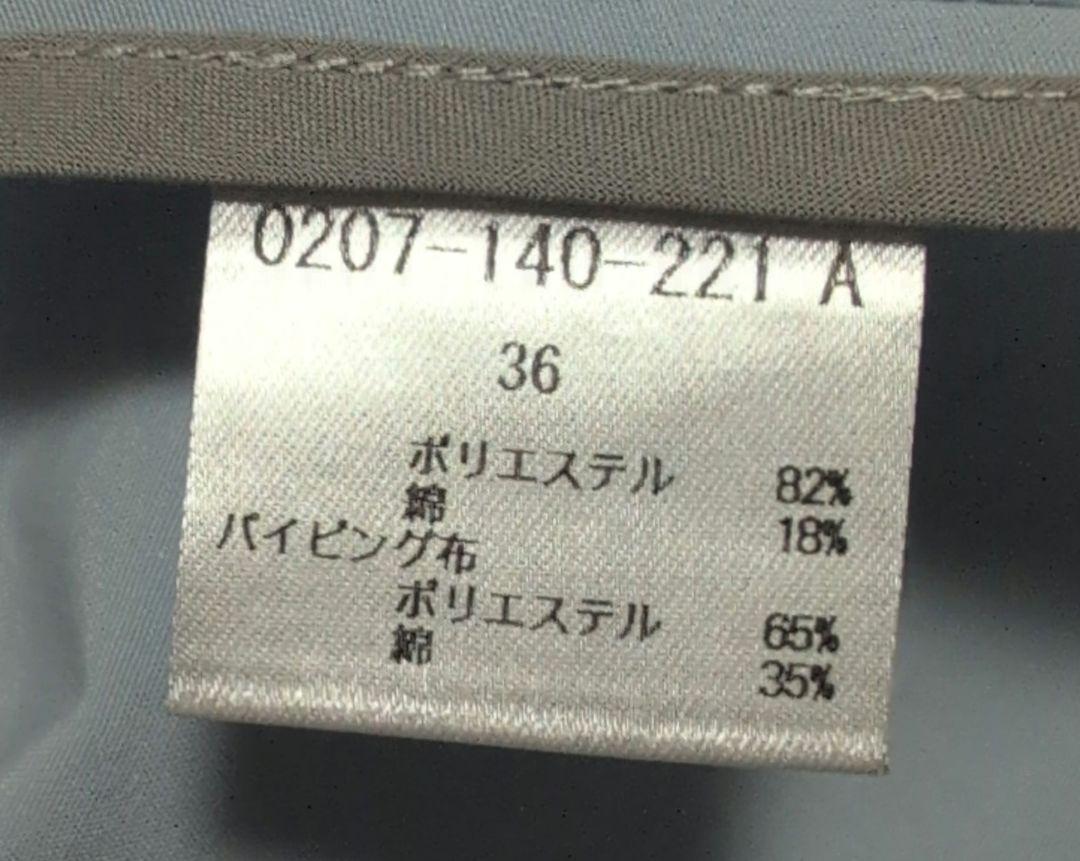 0207-140-221 A
36
ポリエステル 82%
綿 18%
パイピング布
ポリエステル 65%
綿 35%